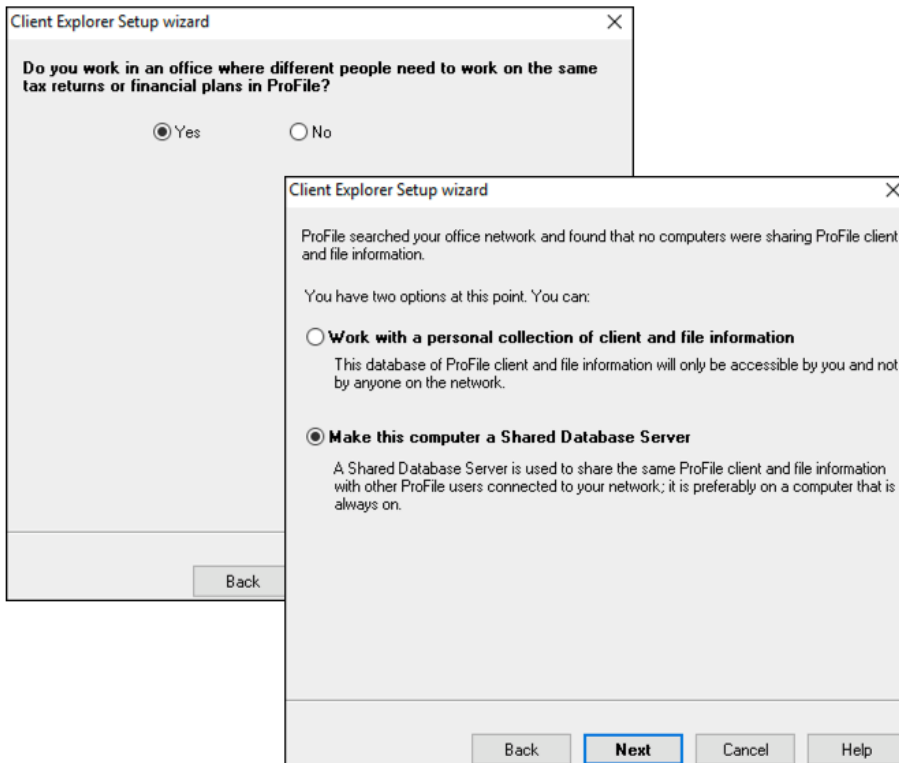 Client Explorer Setup wizard
Do you work in an office where different people need to work on the same
tax returns or financial plans in ProFile?
Yes No
Back
Client Explorer Setup wizard
ProFile searched your office network and found that no computers were sharing ProFile client
and file information.
You have two options at this point. You can:
Work with a personal collection of client and file information
This database of ProFile client and file information will only be accessible by you and not
by anyone on the network.
Make this computer a Shared Database Server
A Shared Database Server is used to share the same ProFile client and file information
with other ProFile users connected to your network; it is preferably on a computer that is
always on.
Back Next Cancel Help